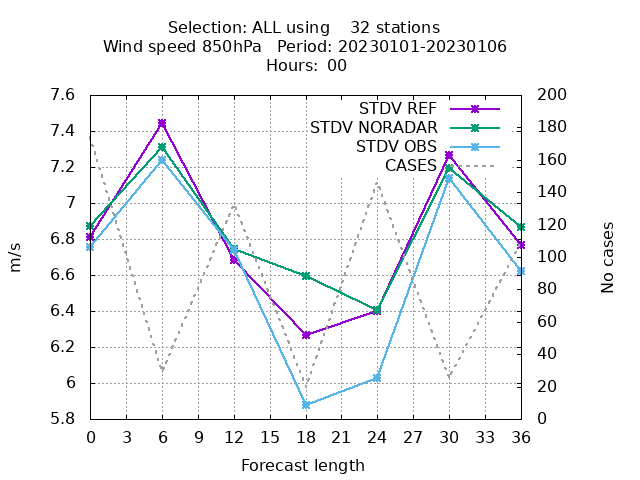 Selection: ALL using    32 stations
Wind speed 850hPa   Period: 20230101-20230106
Hours: 00
7.6
7.4
7.2
7
6.8
6.6
6.4
6.2
6
5.8
m/s
STDV REF
STDV NORADAR
STDV OBS
CASES
200
180
160
140
120
100
80
60
40
20
0
No cases
0 3 6 9 12 15 18 21 24 27 30 33 36
Forecast length